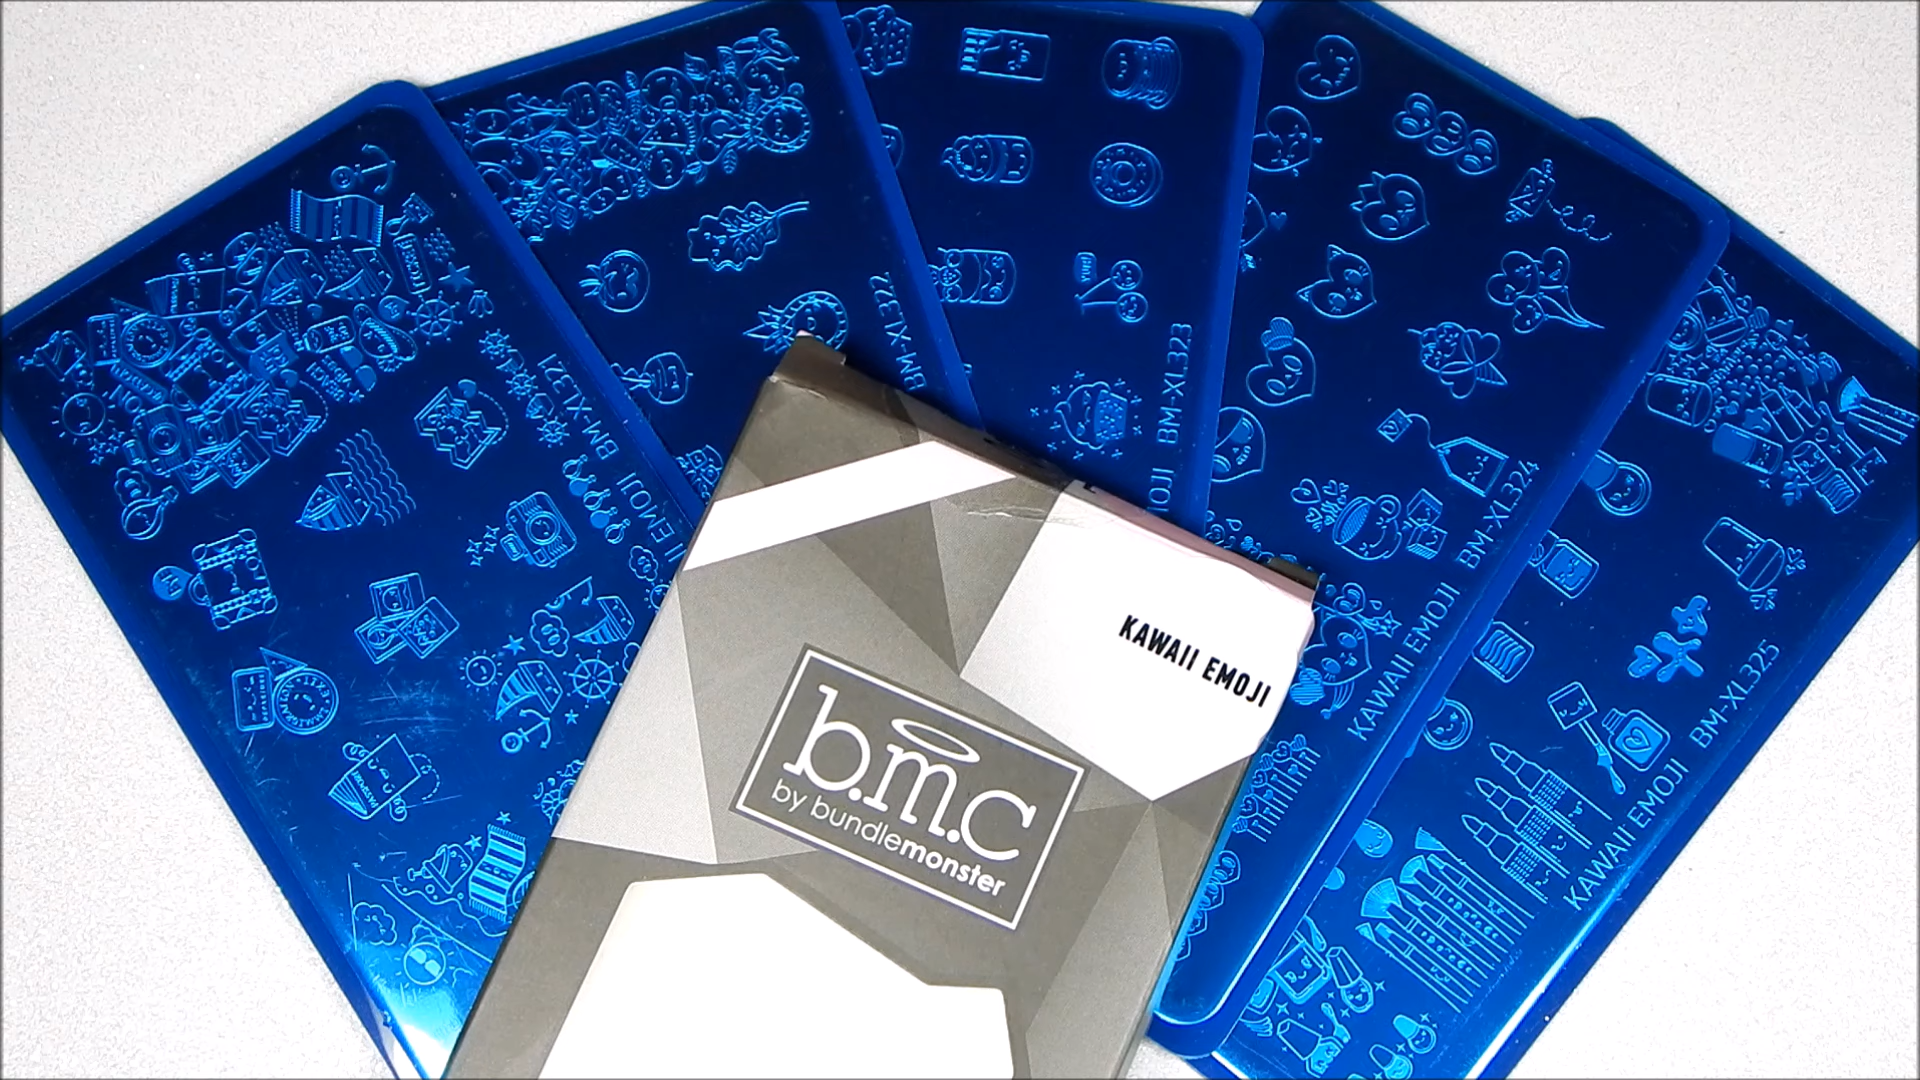 BM-XL321
EMOJI
BM-XL322
BM-XL323
OJI
BM-XL324
KAWAII EMOJI
BM-XL325
KAWAII EMOJI
KAWAII EMOJI
b.m.c
by bundlemonster